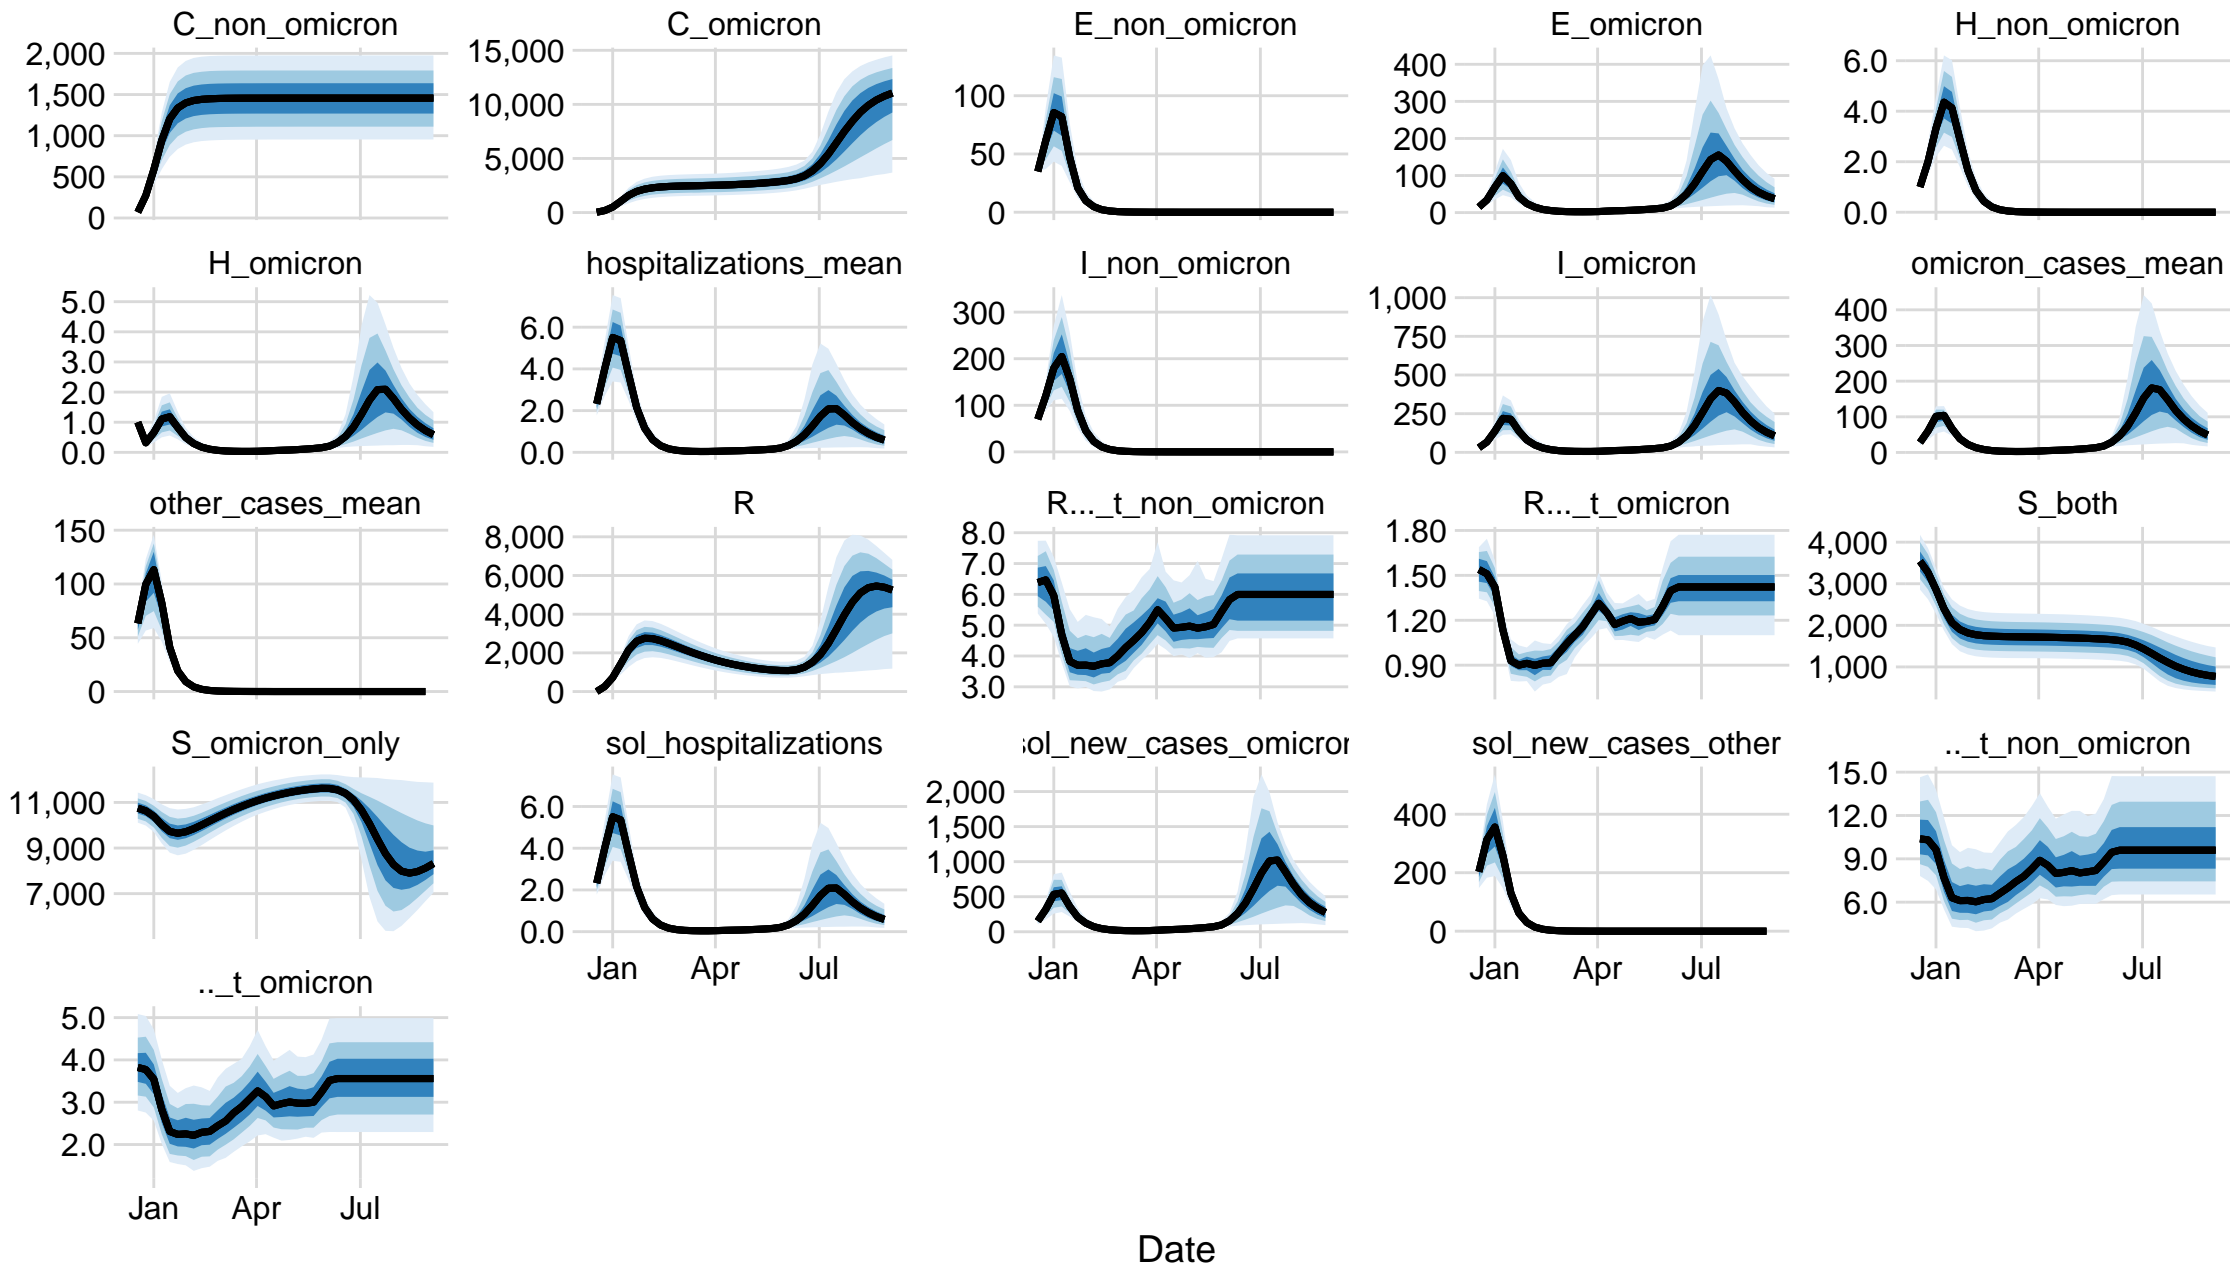 C_non_omicron C_omicron E_non_omicron E_omicron H_non_omicron
2,000 1,500 1,000 500 0
15,000 10,000 5,000 0
100 50 0
400 300 200 100 0
6.0 4.0 2.0 0.0
H_omicron hospitalizations_mean I_non_omicron I_omicron omicron_cases_mean
5.0 4.0 3.0 2.0 1.0 0.0
6.0 4.0 2.0 0.0
300 200 100 0
1,000 750 500 250 0
400 300 200 100 0
other_cases_mean R R..._t_non_omicron R..._t_omicron S_both
150 100 50 0
8,000 6,000 4,000 2,000 0
8.0 7.0 6.0 5.0 4.0 3.0
1.80 1.50 1.20 0.90
4,000 3,000 2,000 1,000
S_omicron_only sol_hospitalizations sol_new_cases_omicron sol_new_cases_other .._t_non_omicron
11,000 9,000 7,000
6.0 4.0 2.0 0.0
2,000 1,500 1,000 500 0
400 200 0
15.0 12.0 9.0 6.0
Jan Apr Jul Jan Apr Jul Jan Apr Jul Jan Apr Jul
.._t_omicron
5.0 4.0 3.0 2.0
Jan Apr Jul
Date